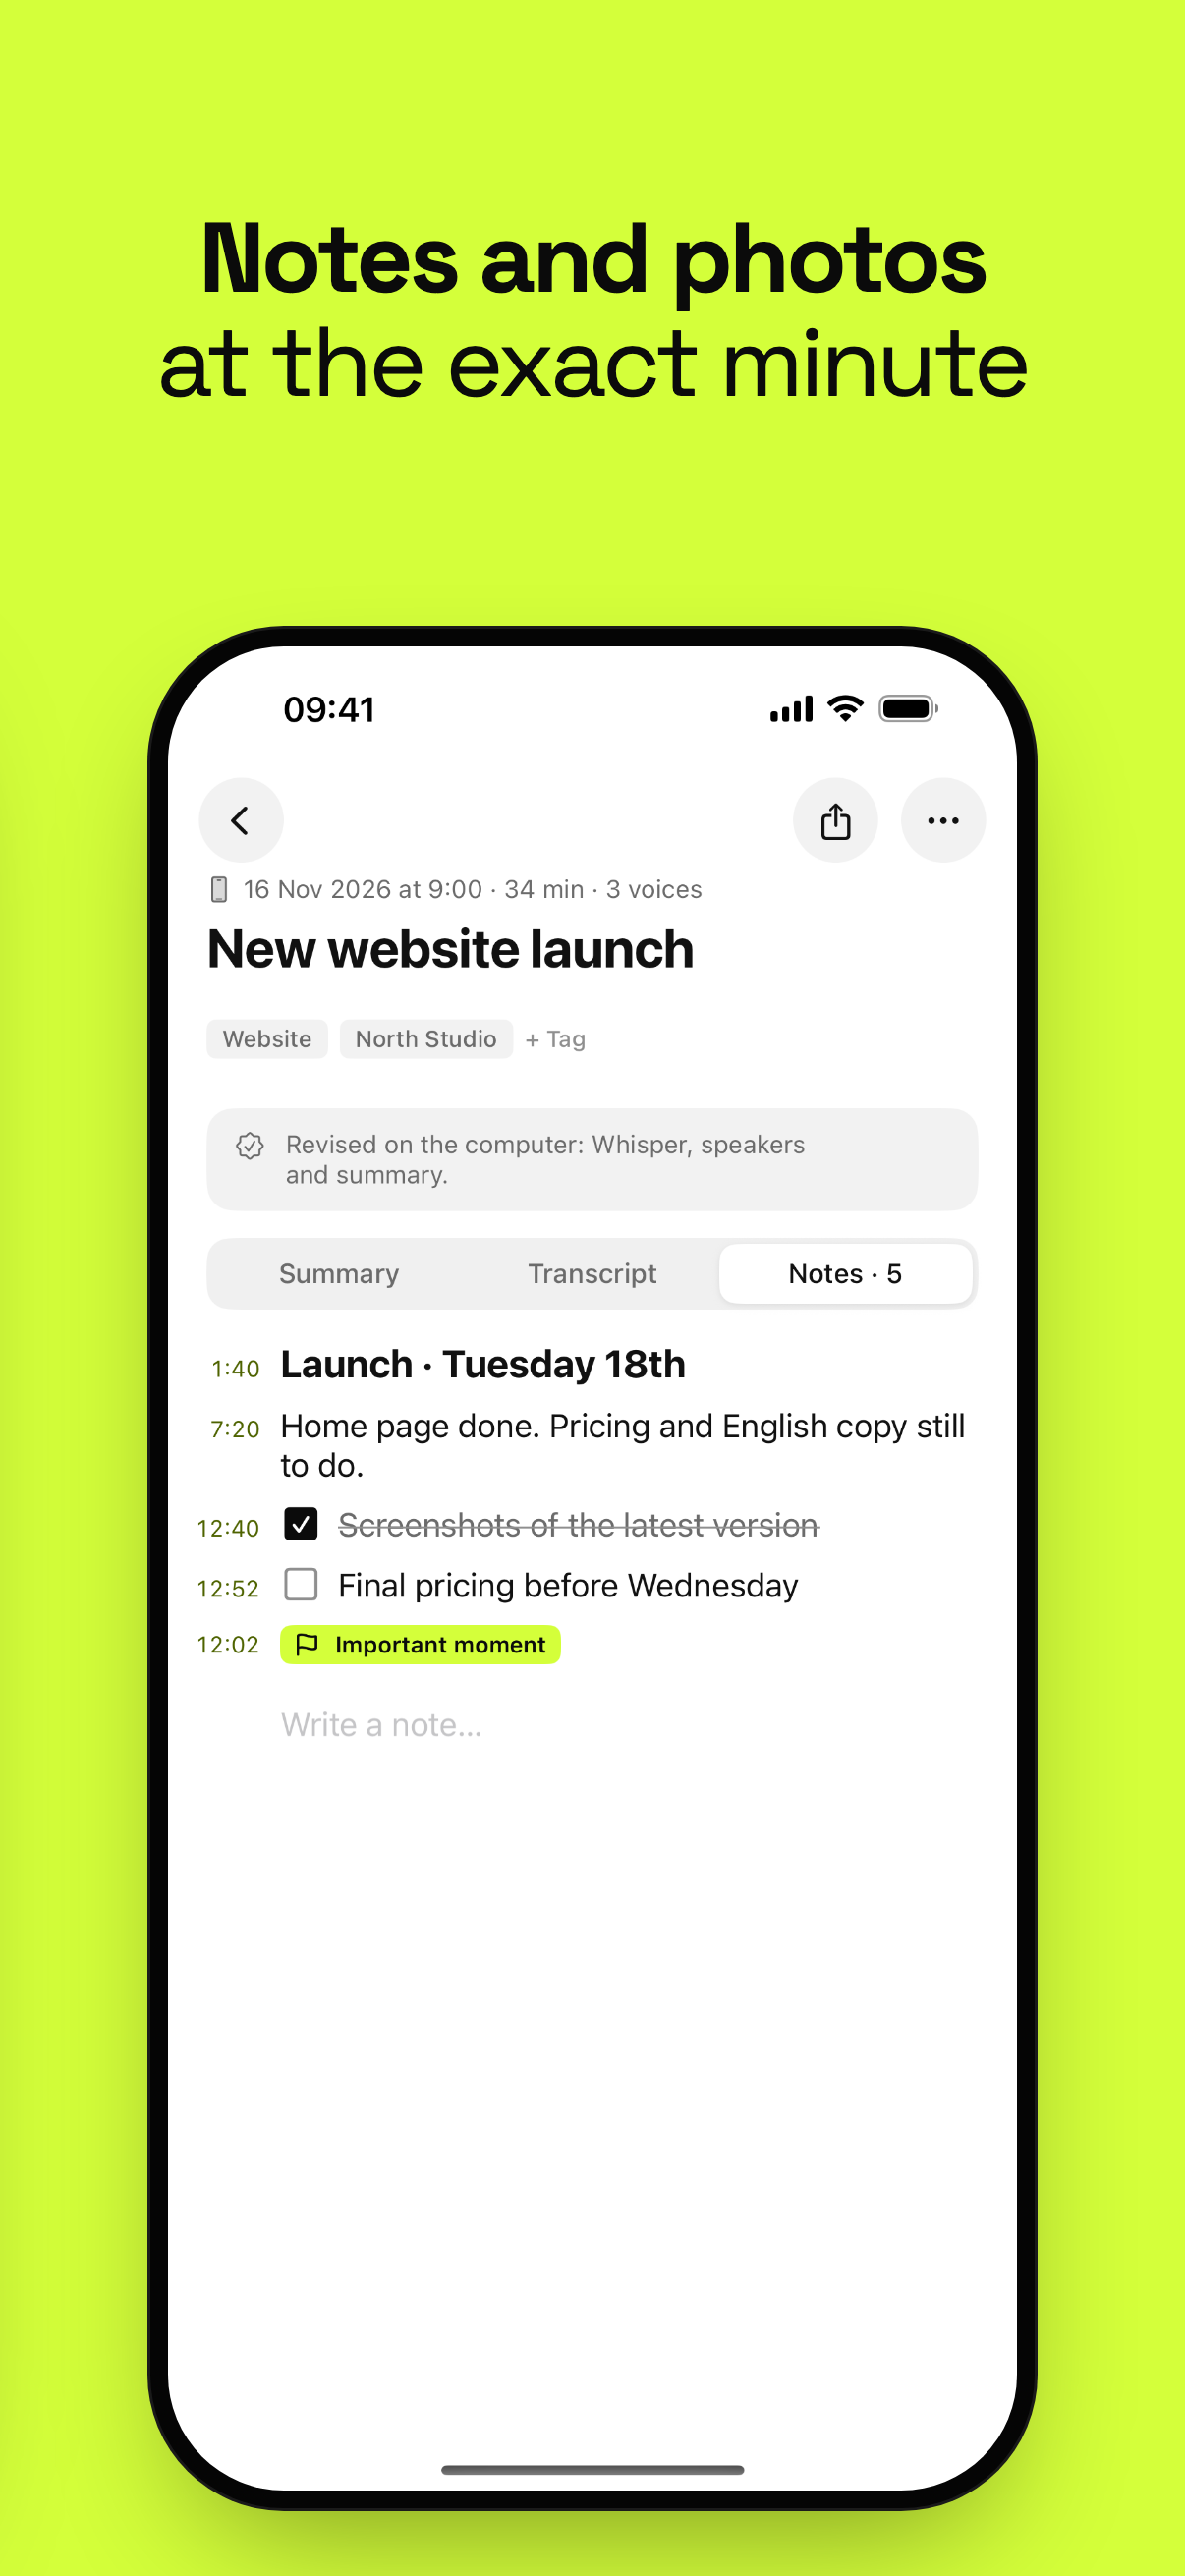 Notes and photos
at the exact minute
09:41
16 Nov 2026 at 9:00 · 34 min · 3 voices
New website launch
Website North Studio + Tag
Revised on the computer: Whisper, speakers
and summary.
Summary Transcript Notes · 5
1:40 Launch · Tuesday 18th
7:20 Home page done. Pricing and English copy still
to do.
12:40 Screenshots of the latest version
12:52 Final pricing before Wednesday
12:02 Important moment
Write a note...